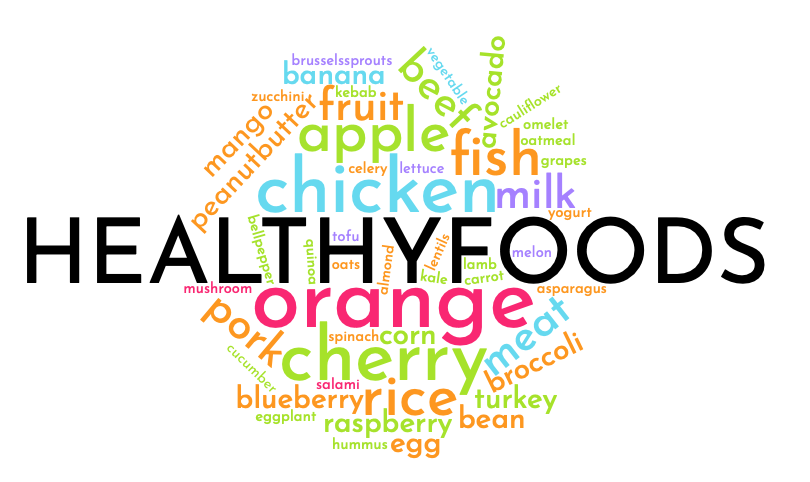 brusselssprouts
banana
vegetable
avocado
beef
zucchini
kebab
fruit
cauliflower
mango
peanutbutter
apple
omelet
oatmeal
fish
grapes
celery
lettuce
chicken
milk
yogurt
HEALTHYFOODS
bellpepper
quinoa
tofu
oats
almond
lentils
kale
lamb
carrot
melon
mushroom
orange
asparagus
pork
meat
spinach
corn
cherry
broccoli
cucumber
salami
blueberry
rice
turkey
eggplant
raspberry
bean
hummus
egg